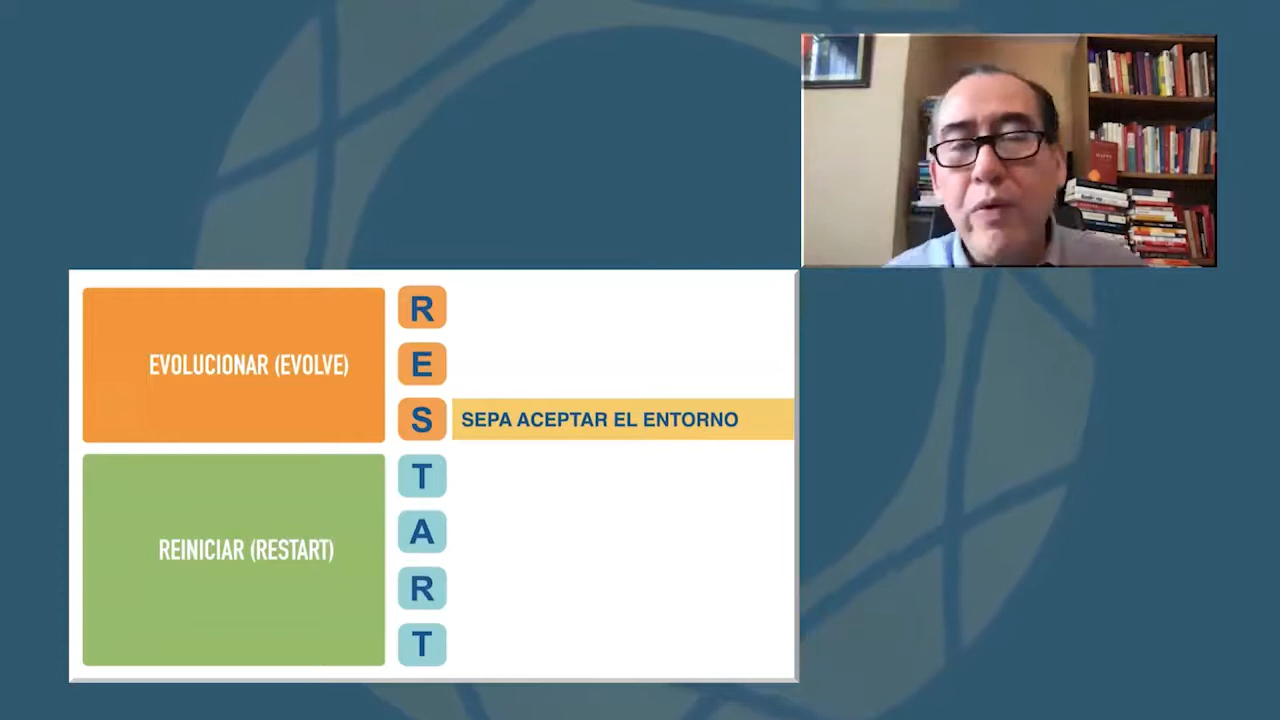 EVOLUCIONAR (EVOLVE)
R
E
S
SEPA ACEPTAR EL ENTORNO
REINICIAR (RESTART)
T
A
R
T